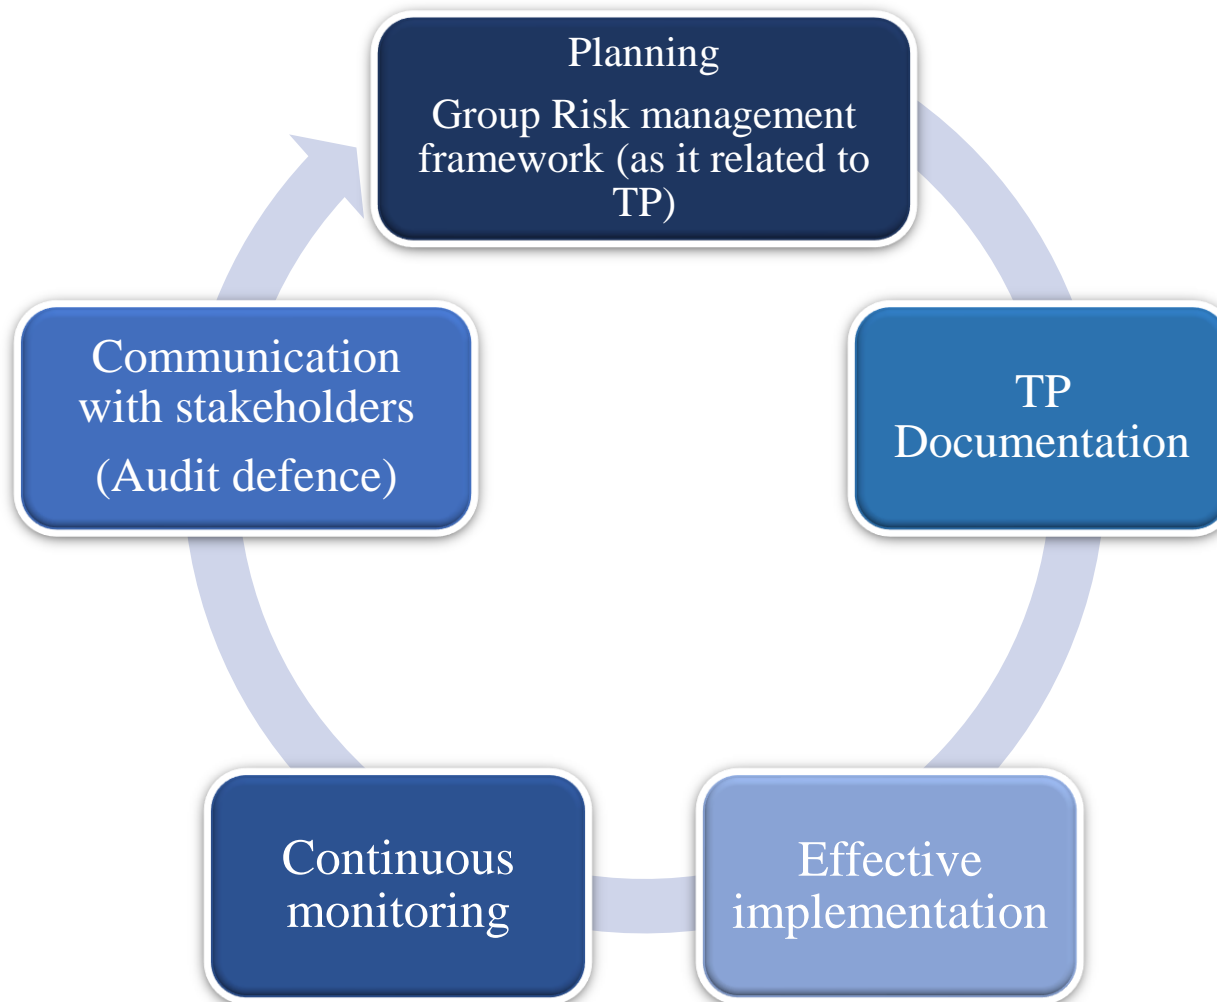 Planning
Group Risk management
framework (as it related to
TP)
TP
Documentation
Effective
implementation
Continuous
monitoring
Communication
with stakeholders
(Audit defence)